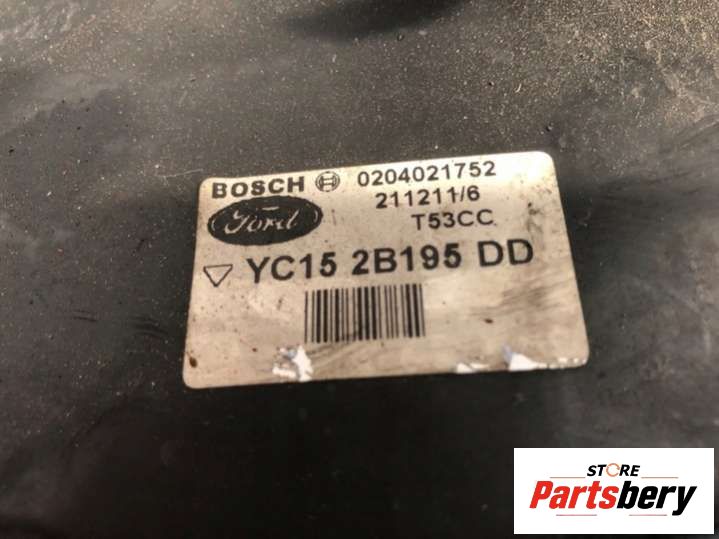 BOSCH 0204021752
211211/6
Ford T53CC
YC15 2B195 DD
STORE
Partsbery